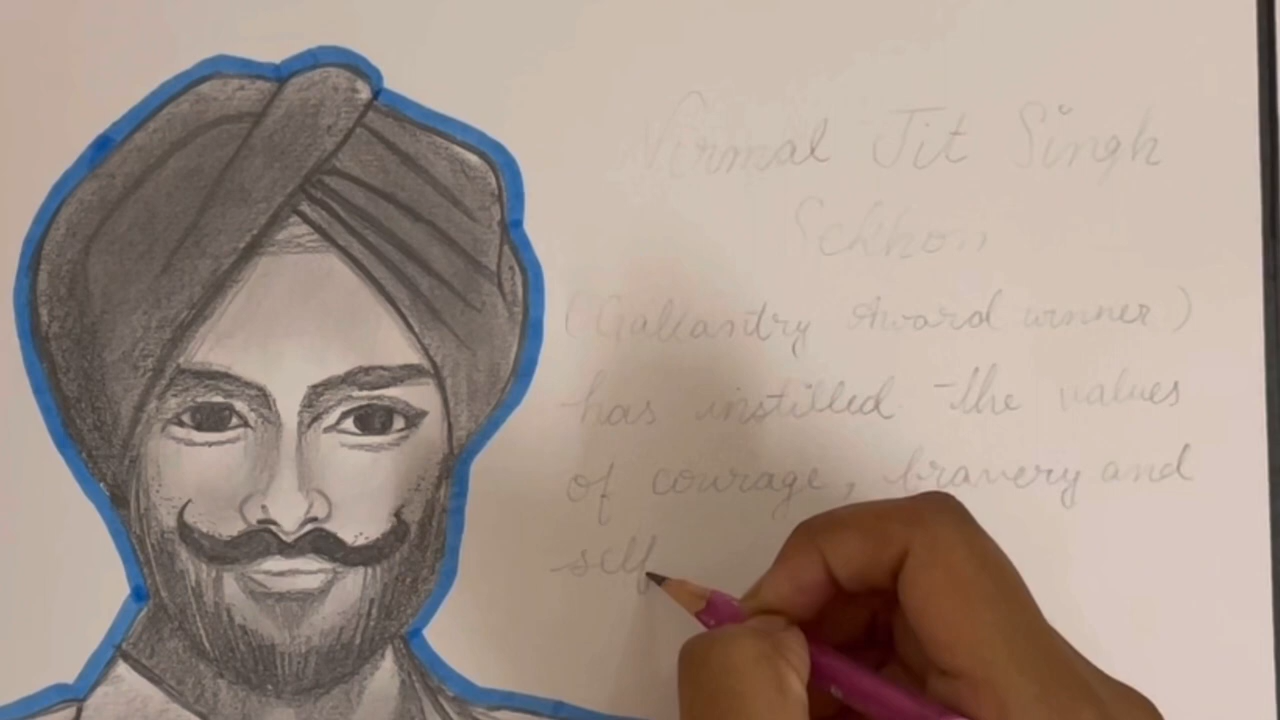 Nirmal Jit Singh
Sekhon
(Gallantry Award winner)
has instilled the values
of courage, bravery and
self